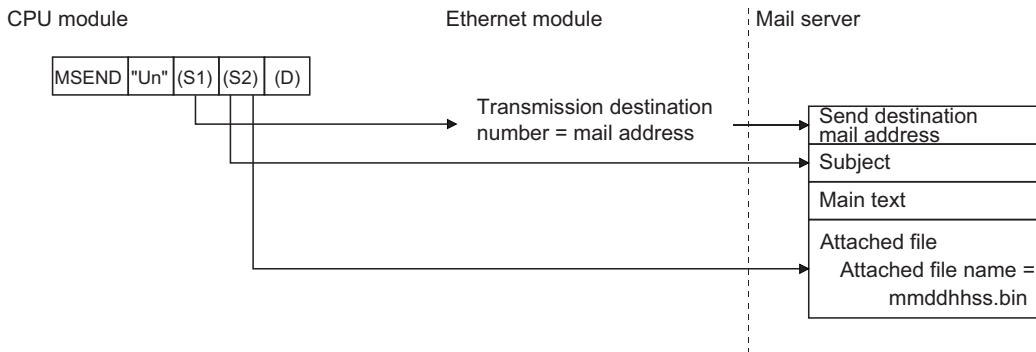 CPU module
Ethernet module
Mail server
MSEND "Un" (S1) (S2) (D)
Transmission destination
number = mail address
Send destination
mail address
Subject
Main text
Attached file
Attached file name =
mmddhhss.bin